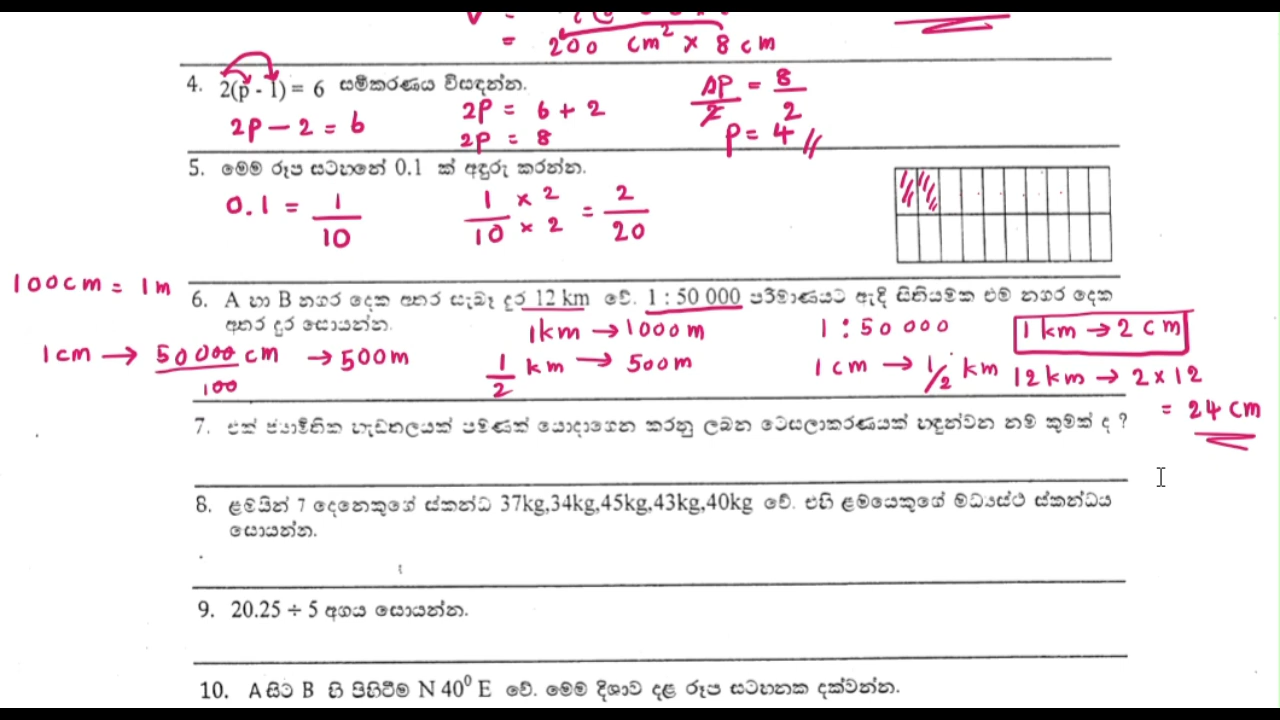 = 200 cm² × 8 cm
4. 2(p - 1) = 6 සමීකරණය විසඳන්න.
2P − 2 = 6
2P = 6 + 2
2P = 8
2P/2 = 8/2
P = 4
5. මෙම රූප සටහනේ 0.1 ක් අඳුරු කරන්න.
0.1 = 1/10
1/10 × 2/2 = 2/20
100cm = 1m
6. A හා B නගර දෙක අතර සැබෑ දුර 12 km වේ. 1 : 50 000 පරිමාණයට ඇදි සිතියමක එම නගර දෙක
අතර දුර සොයන්න.
1km → 1000m
1 : 50 000
1 km → 2 cm
1cm → 50000 cm/100 → 500m
1/2 km → 500m
1 cm → 1/2 km
12 km → 2 × 12
= 24 cm
7. එක් ජ්‍යාමිතික හැඩතලයක් පමණක් යොදාගෙන කරනු ලබන ටෙසලාකරණයක් හඳුන්වන නම කුමක් ද ?
8. ළමයින් 7 දෙනෙකුගේ ස්කන්ධ 37kg,34kg,45kg,43kg,40kg වේ. එහි ළමයෙකුගේ මධ්‍යස්ථ ස්කන්ධය
සොයන්න.
9. 20.25 ÷ 5 අගය සොයන්න.
10. A සිට B හි පිහිටීම N 40⁰ E වේ. මෙම දිශාව දළ රූප සටහනක දක්වන්න.